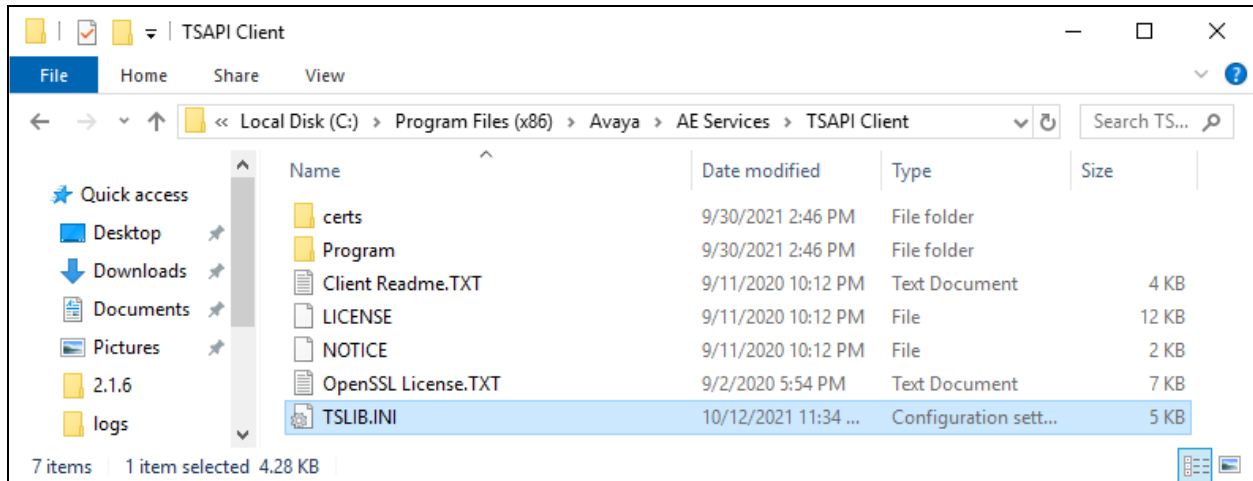 TSAPI Client
File Home Share View
« Local Disk (C:) > Program Files (x86) > Avaya > AE Services > TSAPI Client Search TS...
Name Date modified Type Size
Quick access
certs 9/30/2021 2:46 PM File folder
Desktop
Program 9/30/2021 2:46 PM File folder
Downloads
Client Readme.TXT 9/11/2020 10:12 PM Text Document 4 KB
Documents
LICENSE 9/11/2020 10:12 PM File 12 KB
Pictures
NOTICE 9/11/2020 10:12 PM File 2 KB
2.1.6
OpenSSL License.TXT 9/2/2020 5:54 PM Text Document 7 KB
logs
TSLIB.INI 10/12/2021 11:34 ... Configuration sett... 5 KB
7 items 1 item selected 4.28 KB